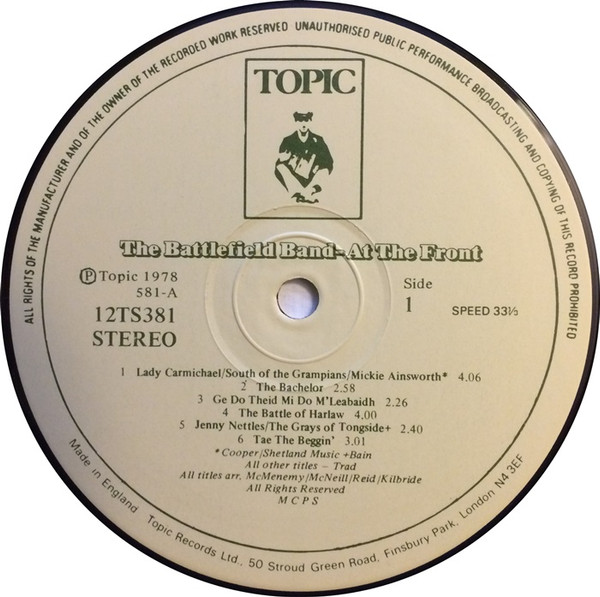 ALL RIGHTS OF THE MANUFACTURER AND OF THE OWNER OF THE RECORDED WORK RESERVED UNAUTHORISED PUBLIC PERFORMANCE BROADCASTING AND COPYING OF THIS RECORD PROHIBITED
TOPIC
The Battlefield Band-At The Front
Ⓟ Topic 1978
581-A
12TS381
STEREO
Side
1
SPEED 33⅓
1 Lady Carmichael/South of the Grampians/Mickie Ainsworth* 4.06
2 The Bachelor 2.58
3 Ge Do Theid Mi Do M'Leabaidh 2.26
4 The Battle of Harlaw 4.00
5 Jenny Nettles/The Grays of Tongside+ 2.40
6 Tae The Beggin' 3.01
*Cooper/Shetland Music +Bain
All other titles – Trad
All titles arr. McMenemy/McNeill/Reid/Kilbride
All Rights Reserved
M C P S
Made in England Topic Records Ltd., 50 Stroud Green Road, Finsbury Park, London N4 3EF